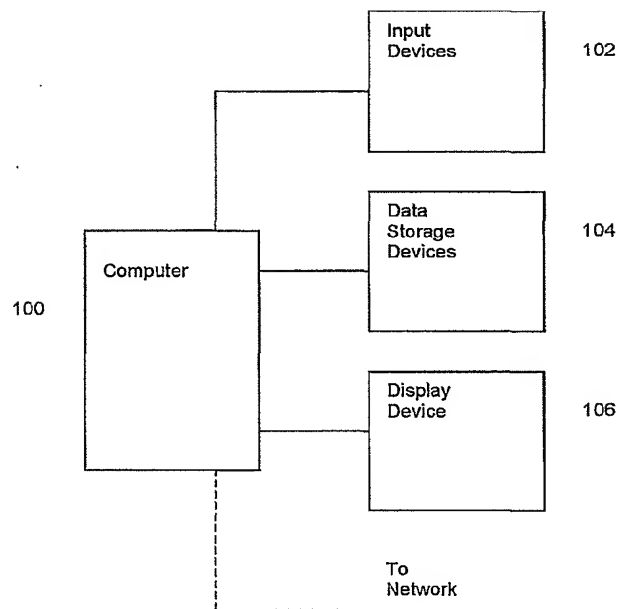 Input
Devices
102
Data
Storage
Devices
104
Computer
100
Display
Device
106
To
Network